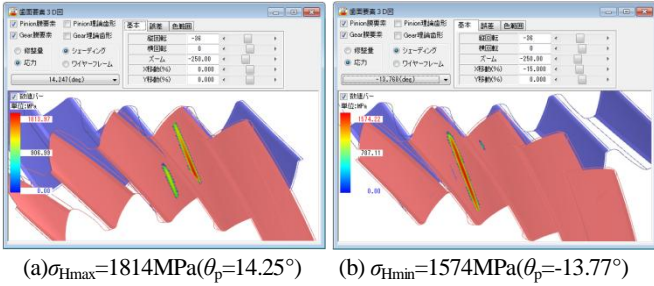 歯面要素3D図
Pinion膜要素 Pinion理論歯形
Gear膜要素 Gear理論歯形
修整量 シェーディング
応力 ワイヤーフレーム
14.247(deg)
基本 誤差 色範囲
縦回転 -36
横回転 0
ズーム -250.00
X移動(%) 0.000
Y移動(%) 0.000
数値バー
単位:MPa
1813.97
906.99
0.00
歯面要素3D図
Pinion膜要素 Pinion理論歯形
Gear膜要素 Gear理論歯形
修整量 シェーディング
応力 ワイヤーフレーム
-13.768(deg)
基本 誤差 色範囲
縦回転 -36
横回転 0
ズーム -250.00
X移動(%) -15.000
Y移動(%) 0.000
数値バー
単位:MPa
1574.22
787.11
0.00
(a)σHmax=1814MPa(θp=14.25°) (b) σHmin=1574MPa(θp=-13.77°)